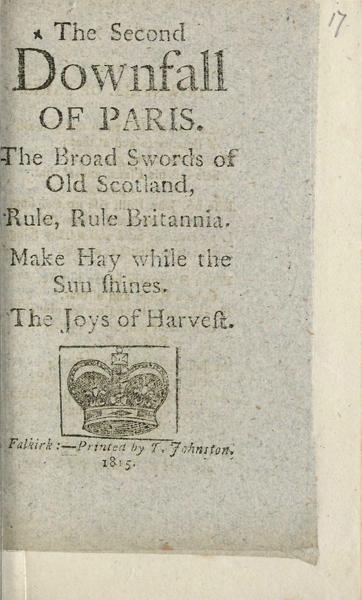 17
The Second
Downfall
OF PARIS.
The Broad Swords of
Old Scotland,
Rule, Rule Britannia.
Make Hay while the
Sun ſhines.
The Joys of Harveſt.
Falkirk:—Printed by T. Johnston.
1815.